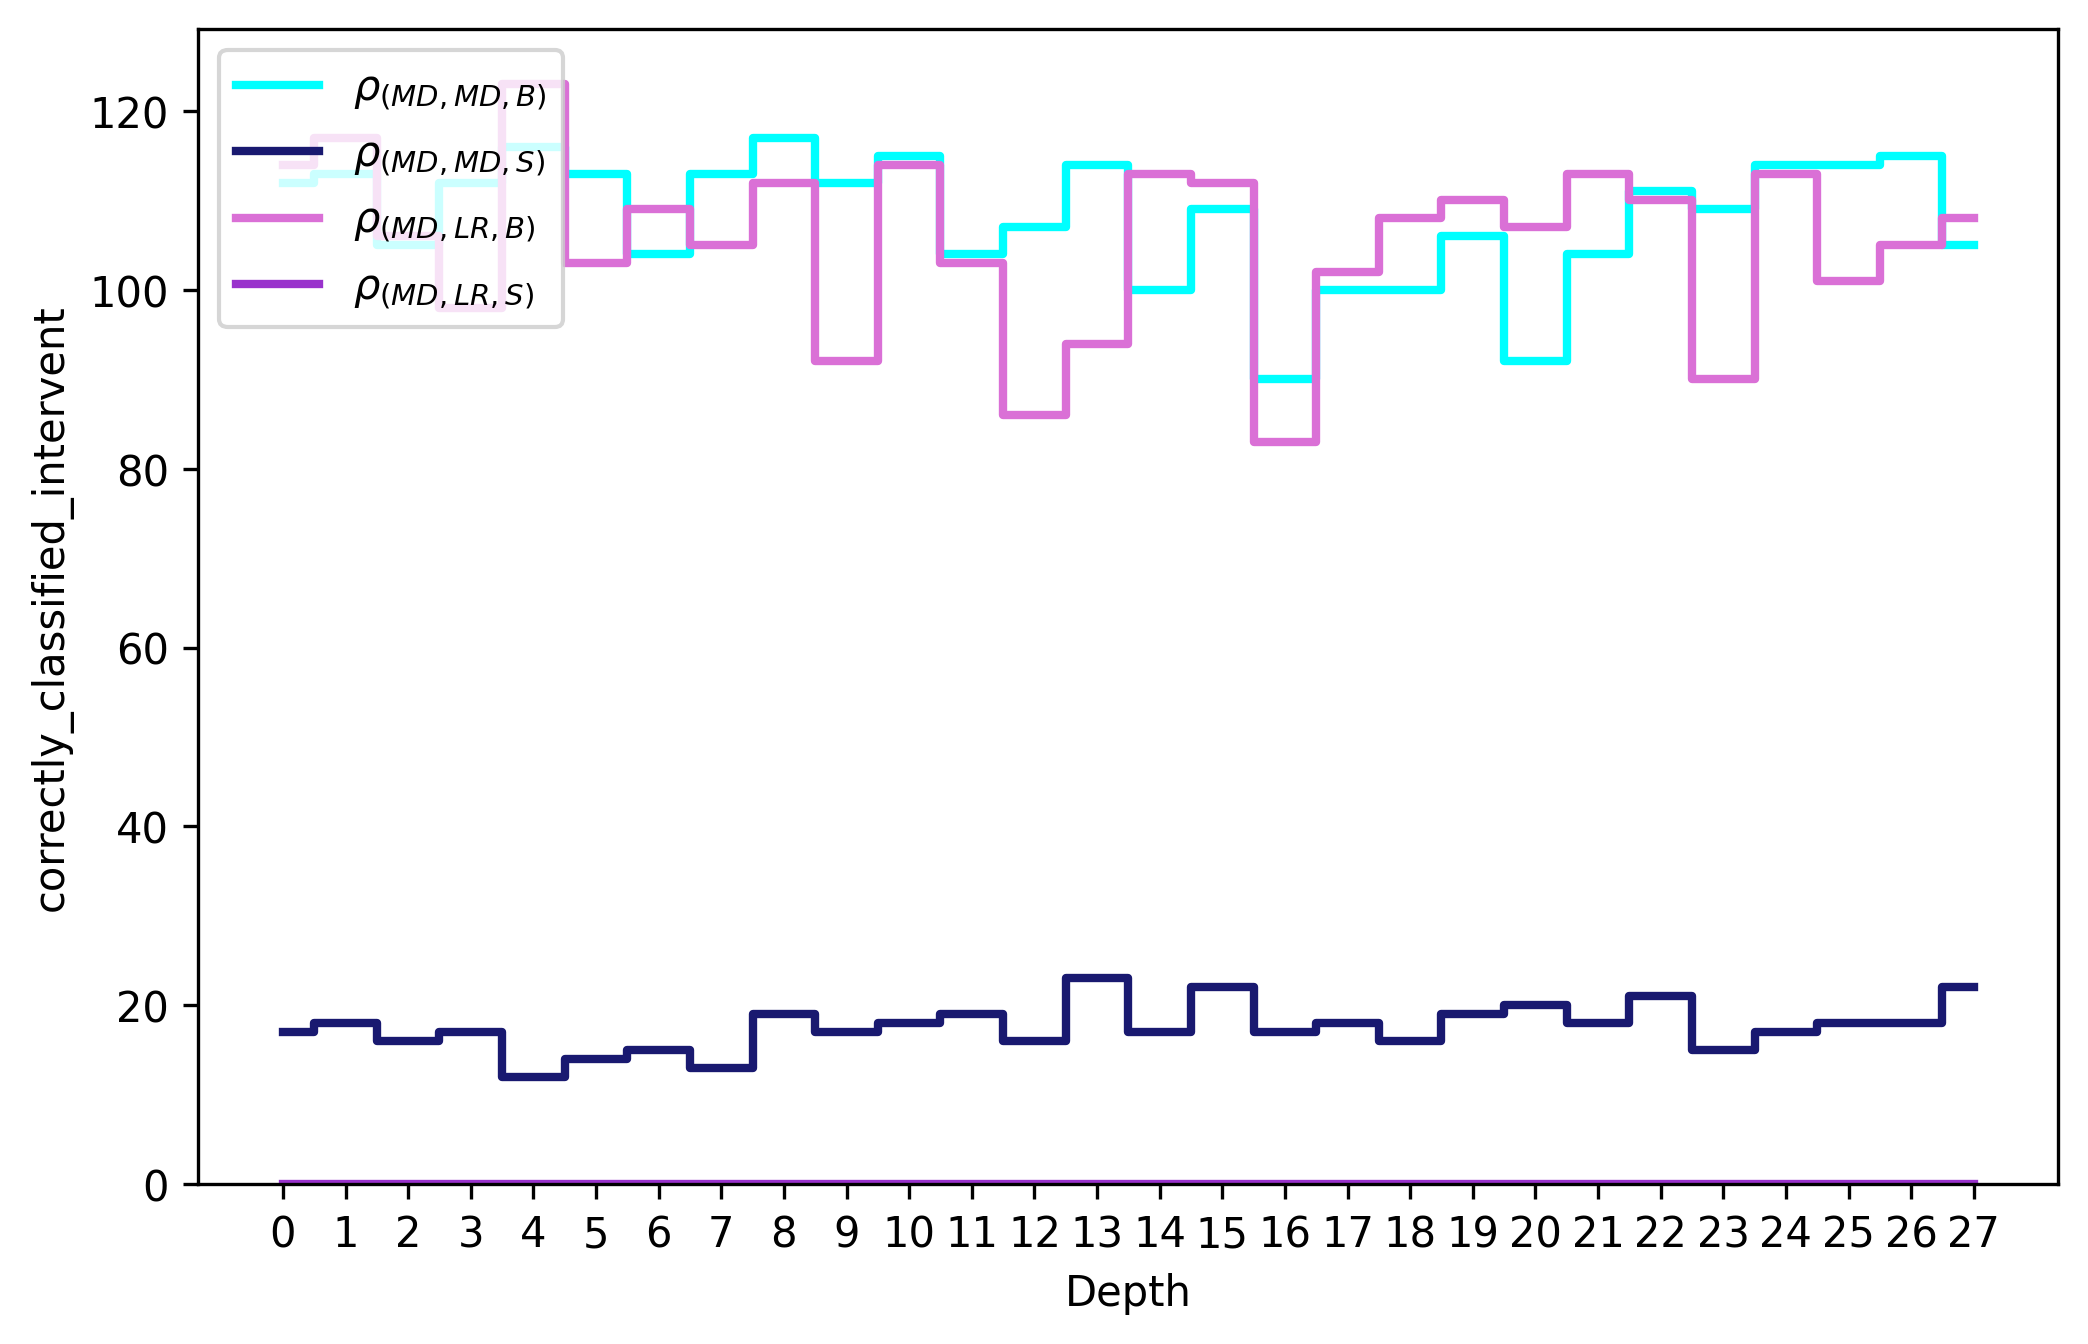 ρ(MD, MD, B)
ρ(MD, MD, S)
ρ(MD, LR, B)
ρ(MD, LR, S)
120
100
80
60
40
20
0
correctly_classified_intervent
0 1 2 3 4 5 6 7 8 9 10 11 12 13 14 15 16 17 18 19 20 21 22 23 24 25 26 27
Depth